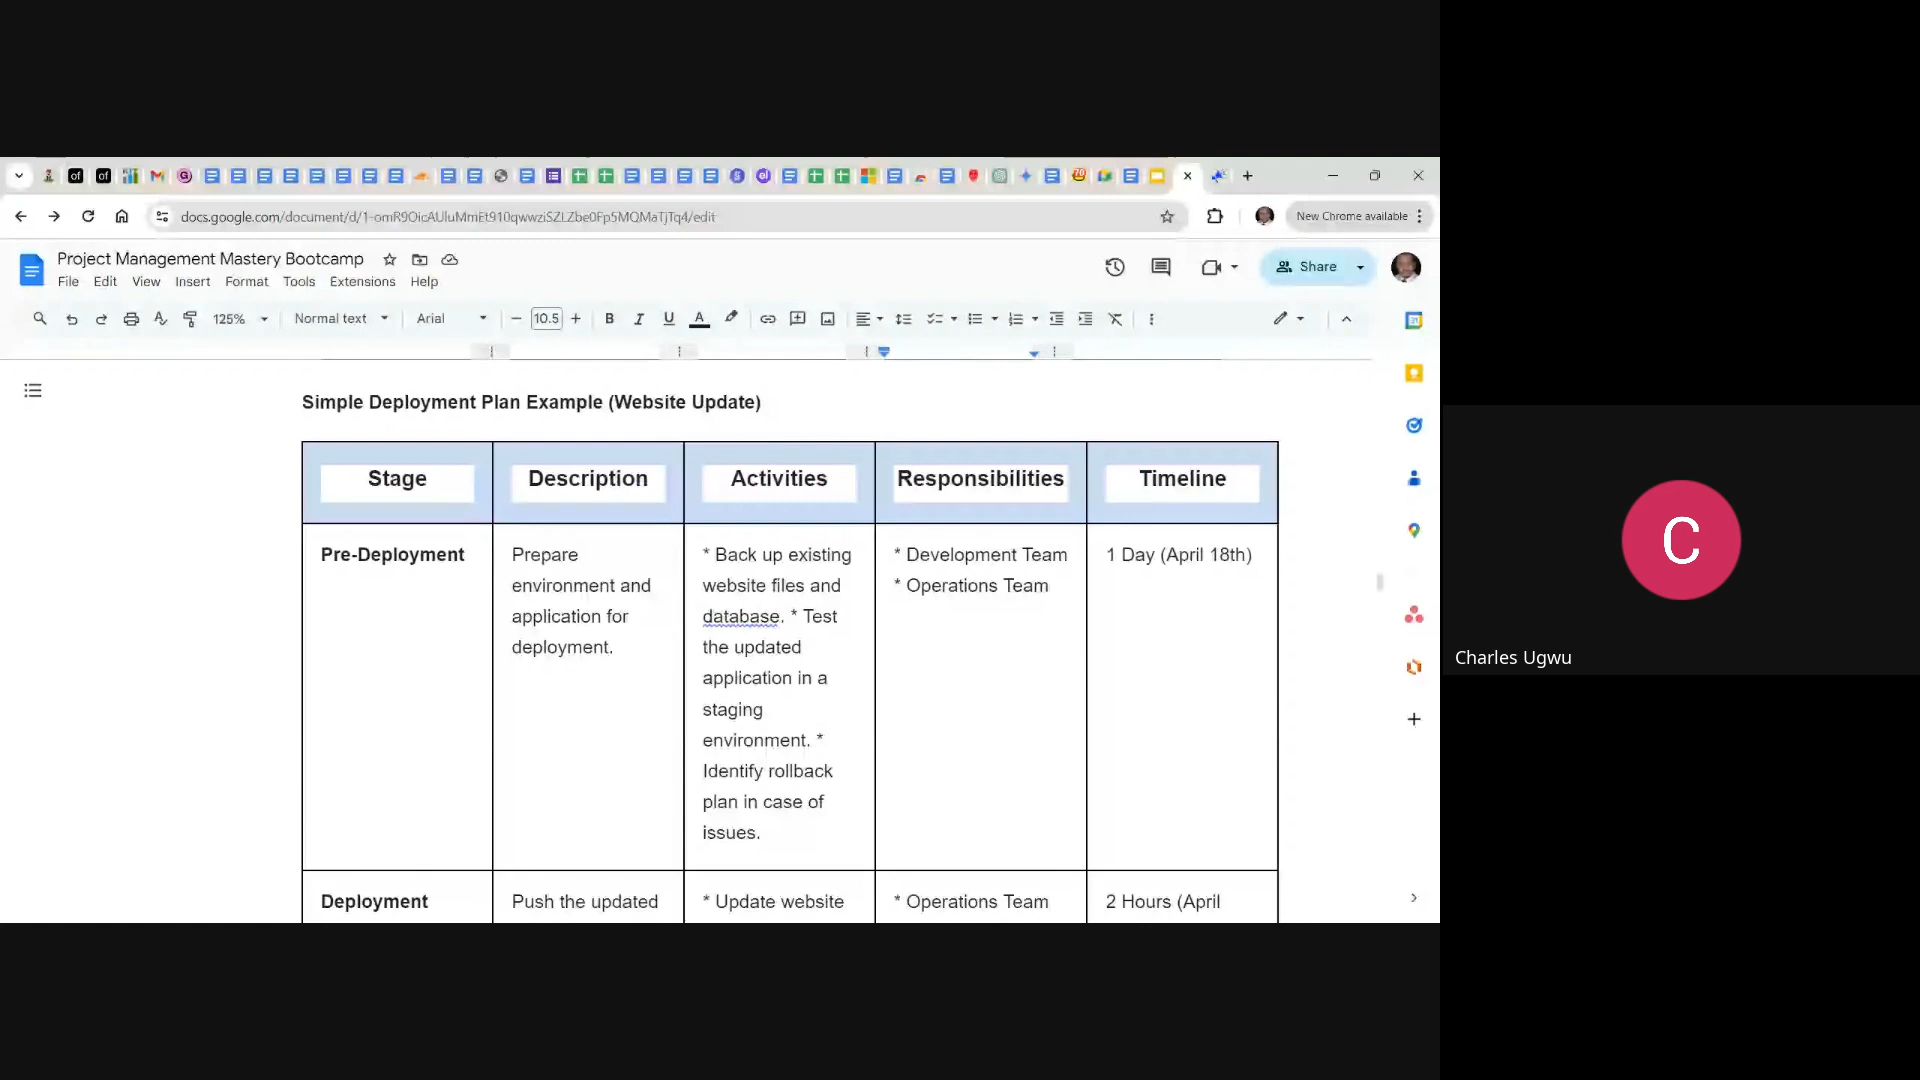 docs.google.com/document/d/1-omR9OicAUluMmEt910qwwziSZLZbe0Fp5MQMaTjTq4/edit
New Chrome available
Project Management Mastery Bootcamp
File Edit View Insert Format Tools Extensions Help
Share
125% Normal text Arial 10.5 B I U A
Simple Deployment Plan Example (Website Update)
Stage Description Activities Responsibilities Timeline
Pre-Deployment
Prepare
environment and
application for
deployment.
* Back up existing
website files and
database. * Test
the updated
application in a
staging
environment. *
Identify rollback
plan in case of
issues.
* Development Team
* Operations Team
1 Day (April 18th)
Deployment
Push the updated
* Update website
* Operations Team
2 Hours (April
C
Charles Ugwu